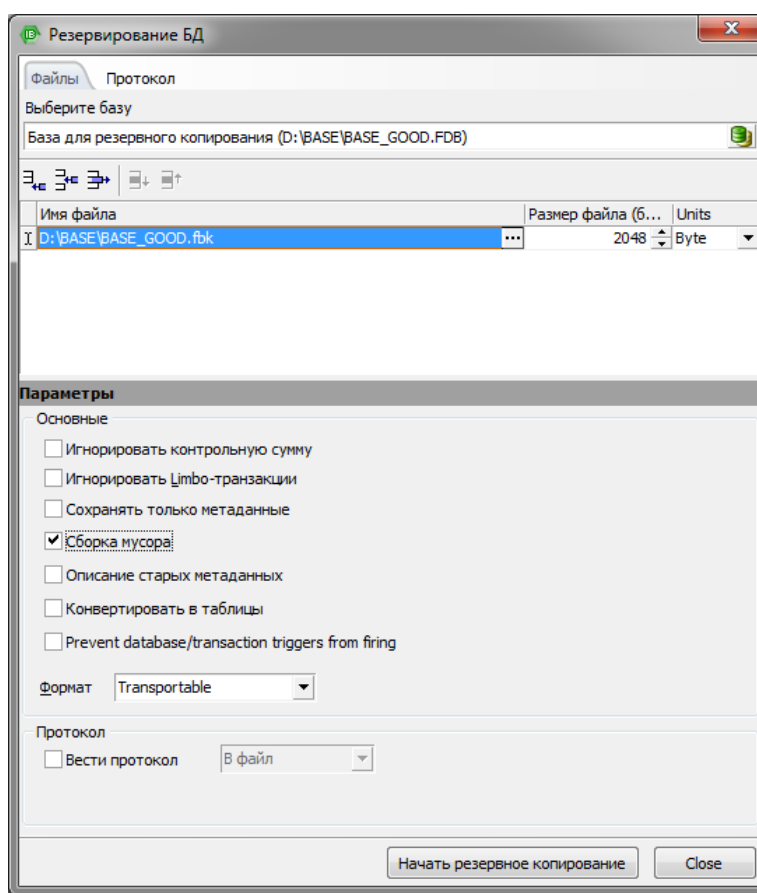 Резервирование БД
Файлы Протокол
Выберите базу
База для резервного копирования (D:\BASE\BASE_GOOD.FDB)
Имя файла Размер файла (б... Units
D:\BASE\BASE_GOOD.fbk ... 2048 Byte
Параметры
Основные
Игнорировать контрольную сумму
Игнорировать Limbo-транзакции
Сохранять только метаданные
Сборка мусора
Описание старых метаданных
Конвертировать в таблицы
Prevent database/transaction triggers from firing
Формат Transportable
Протокол
Вести протокол В файл
Начать резервное копирование Close